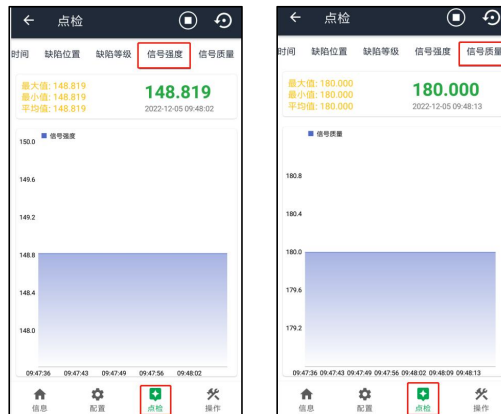 点检
时间 缺陷位置 缺陷等级 信号强度 信号质量
最大值: 148.819
最小值: 148.819
平均值: 148.819
148.819
2022-12-05 09:48:02
信号强度
150.0
149.6
149.2
148.8
148.4
148.0
09:47:36 09:47:43 09:47:49 09:47:56 09:48:02
信息 配置 点检 操作
点检
时间 缺陷位置 缺陷等级 信号强度 信号质量
最大值: 180.000
最小值: 180.000
平均值: 180.000
180.000
2022-12-05 09:48:13
信号质量
180.8
180.4
180.0
179.6
179.2
09:47:36 09:47:43 09:47:49 09:47:56 09:48:02 09:48:09 09:48:13
信息 配置 点检 操作